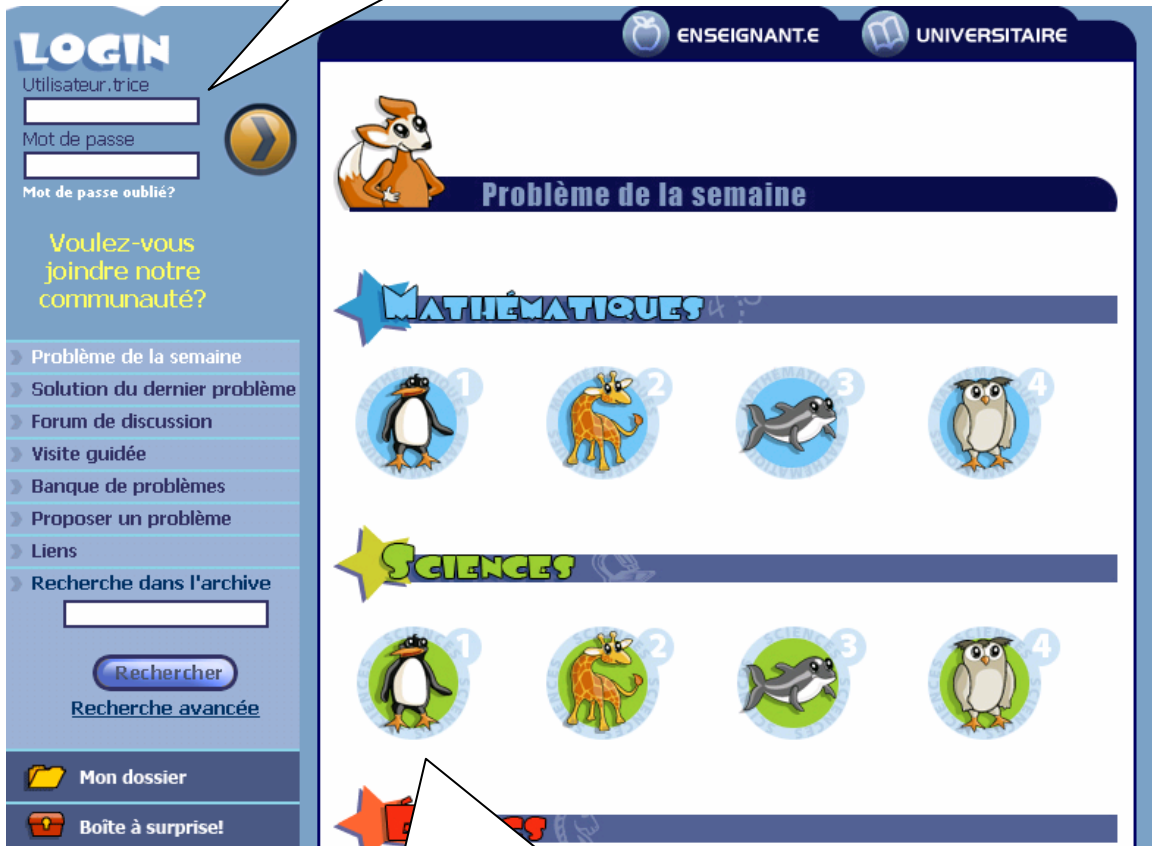 LOGIN
Utilisateur.trice
Mot de passe
Mot de passe oublié?
Voulez-vous
joindre notre
communauté?
Problème de la semaine
Solution du dernier problème
Forum de discussion
Visite guidée
Banque de problèmes
Proposer un problème
Liens
Recherche dans l'archive
Rechercher
Recherche avancée
Mon dossier
Boîte à surprise!
ENSEIGNANT.E UNIVERSITAIRE
Problème de la semaine
MATHÉMATIQUES
1 2 3 4
SCIENCES
1 2 3 4